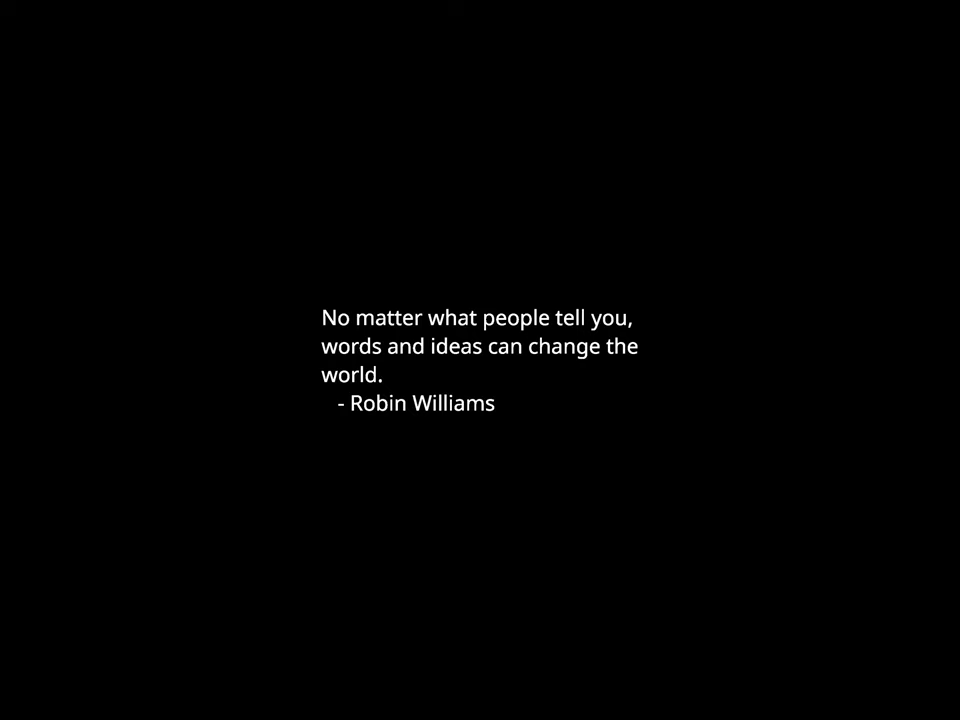 No matter what people tell you,
words and ideas can change the
world.
- Robin Williams